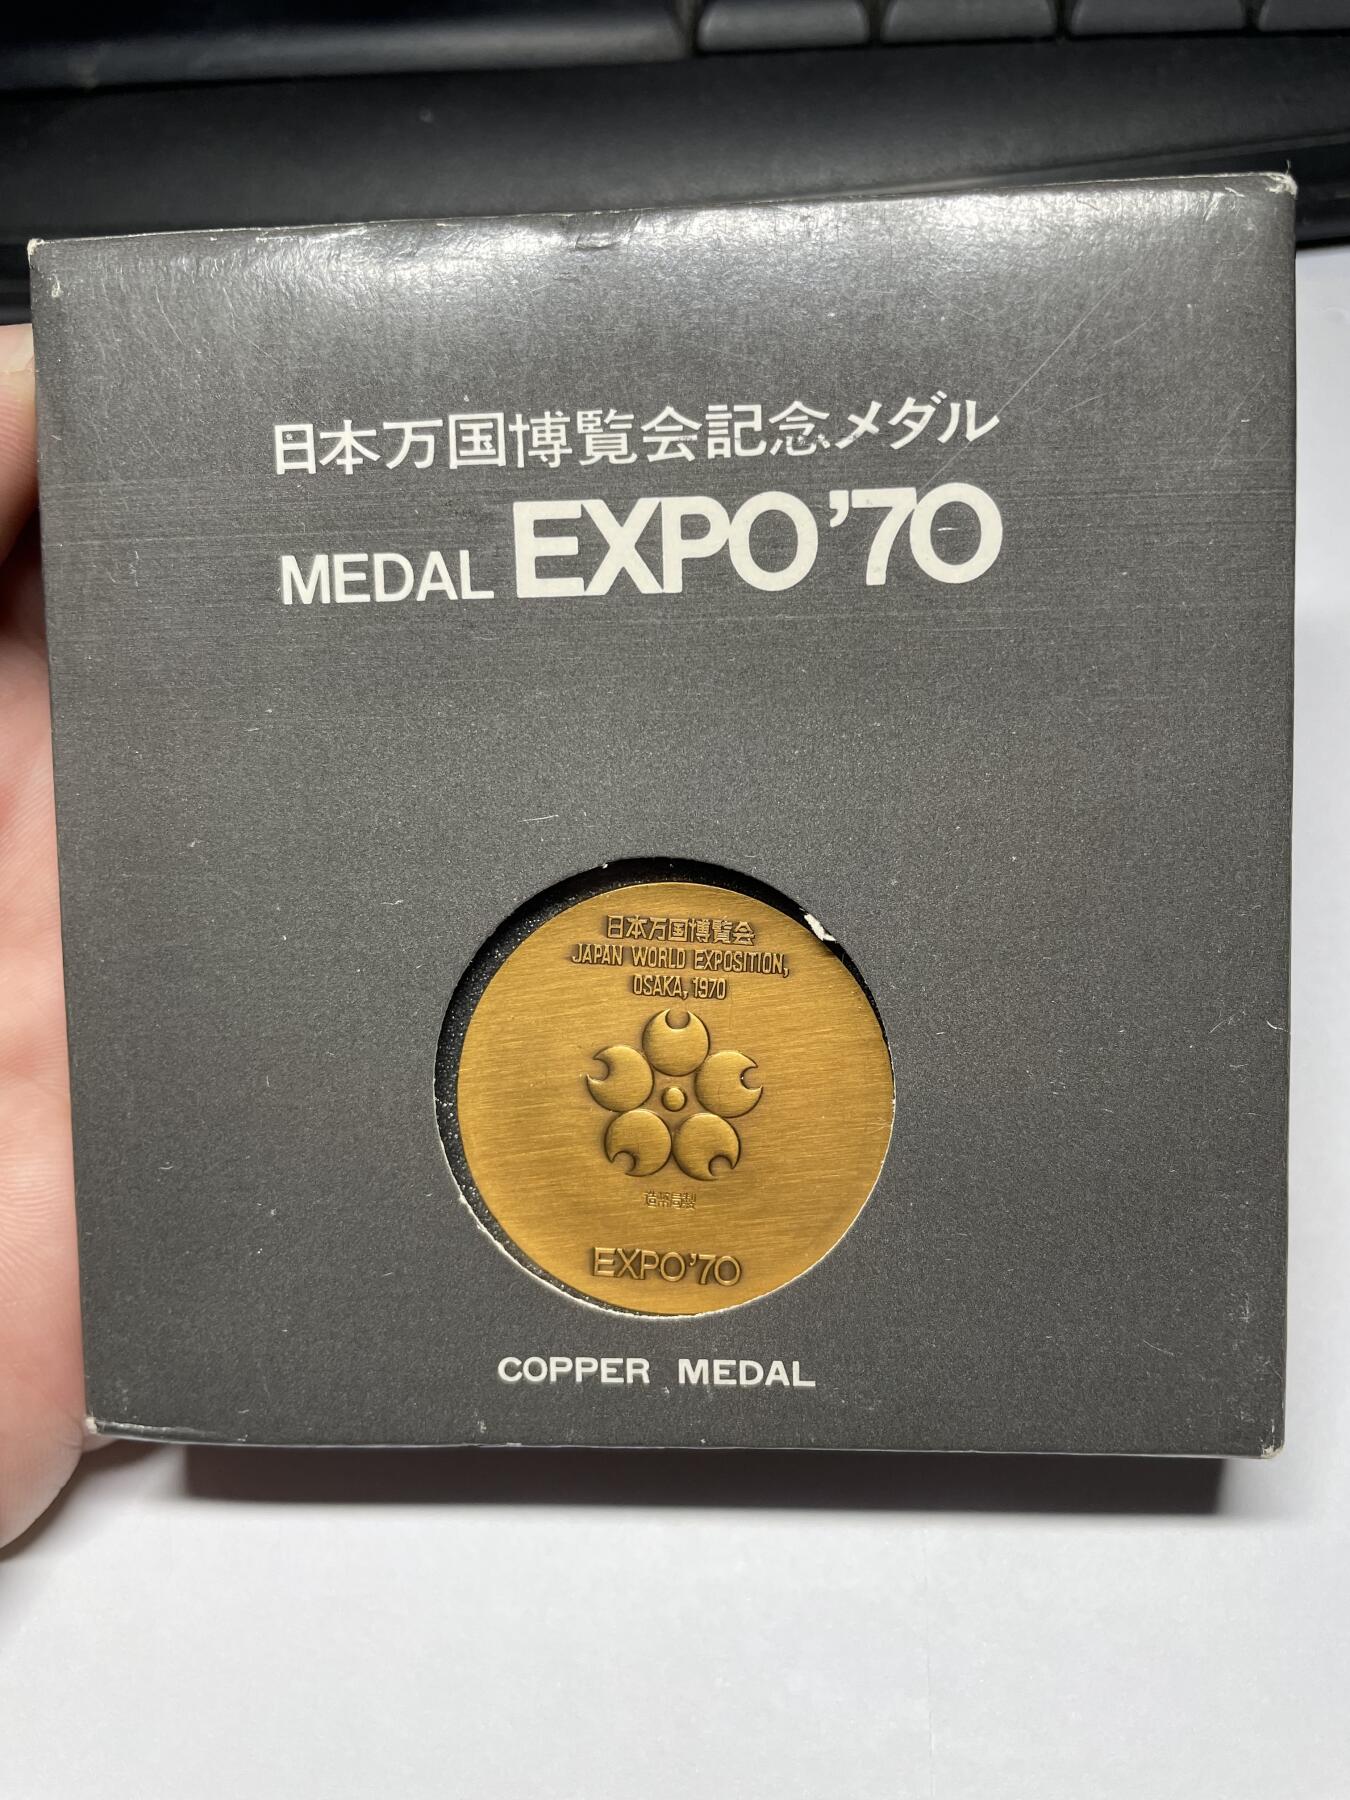 日本万国博覧会記念メダル
MEDAL EXPO'70
日本万国博覧会
JAPAN WORLD EXPOSITION,
OSAKA, 1970
造幣局製
EXPO'70
COPPER MEDAL